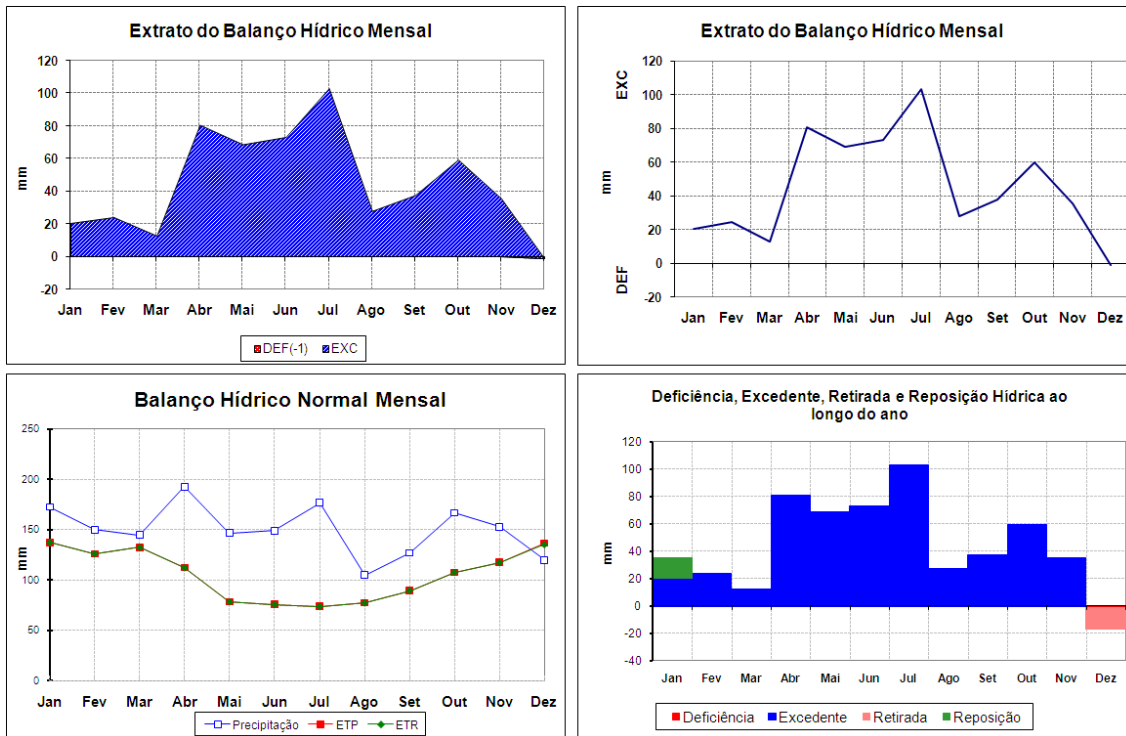 Extrato do Balanço Hídrico Mensal
120
100
80
60
40
20
0
-20
mm
Jan Fev Mar Abr Mai Jun Jul Ago Set Out Nov Dez
DEF(-1) EXC
Extrato do Balanço Hídrico Mensal
120
100
80
60
40
20
0
-20
EXC
mm
DEF
Jan Fev Mar Abr Mai Jun Jul Ago Set Out Nov Dez
Balanço Hídrico Normal Mensal
250
200
150
100
50
0
mm
Jan Fev Mar Abr Mai Jun Jul Ago Set Out Nov Dez
Precipitação ETP ETR
Deficiência, Excedente, Retirada e Reposição Hídrica ao
longo do ano
120
100
80
60
40
20
0
-20
-40
mm
Jan Fev Mar Abr Mai Jun Jul Ago Set Out Nov Dez
Deficiência Excedente Retirada Reposição